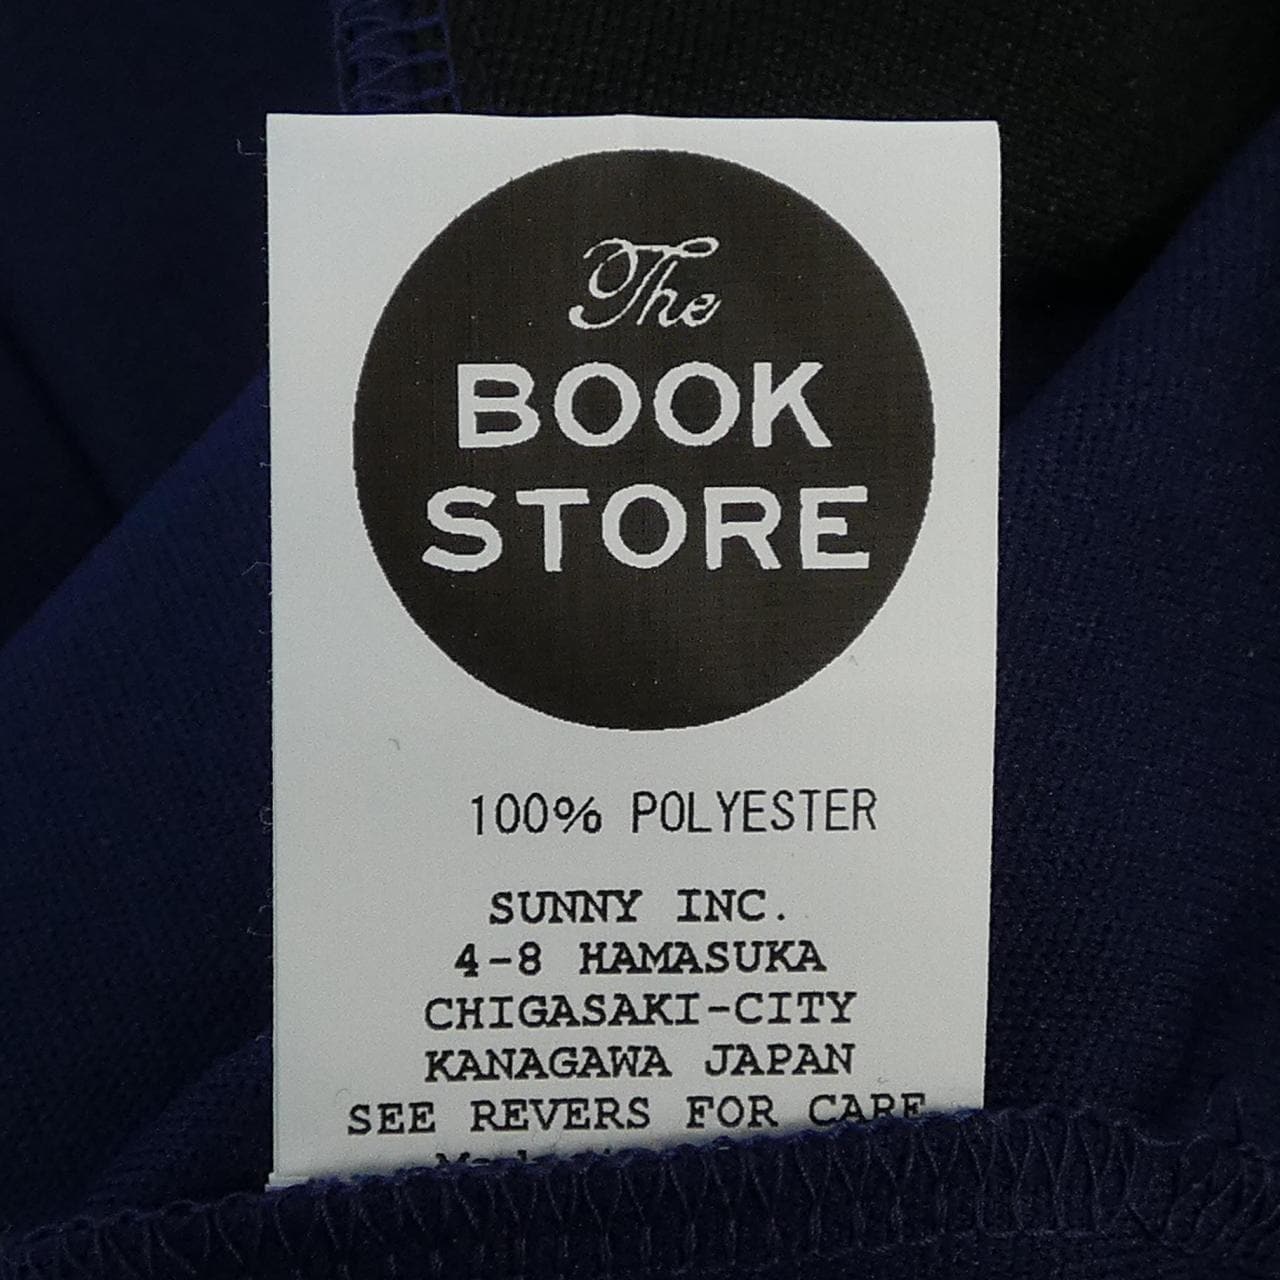 The
BOOK
STORE
100% POLYESTER
SUNNY INC.
4-8 HAMASUKA
CHIGASAKI-CITY
KANAGAWA JAPAN
SEE REVERS FOR CARE